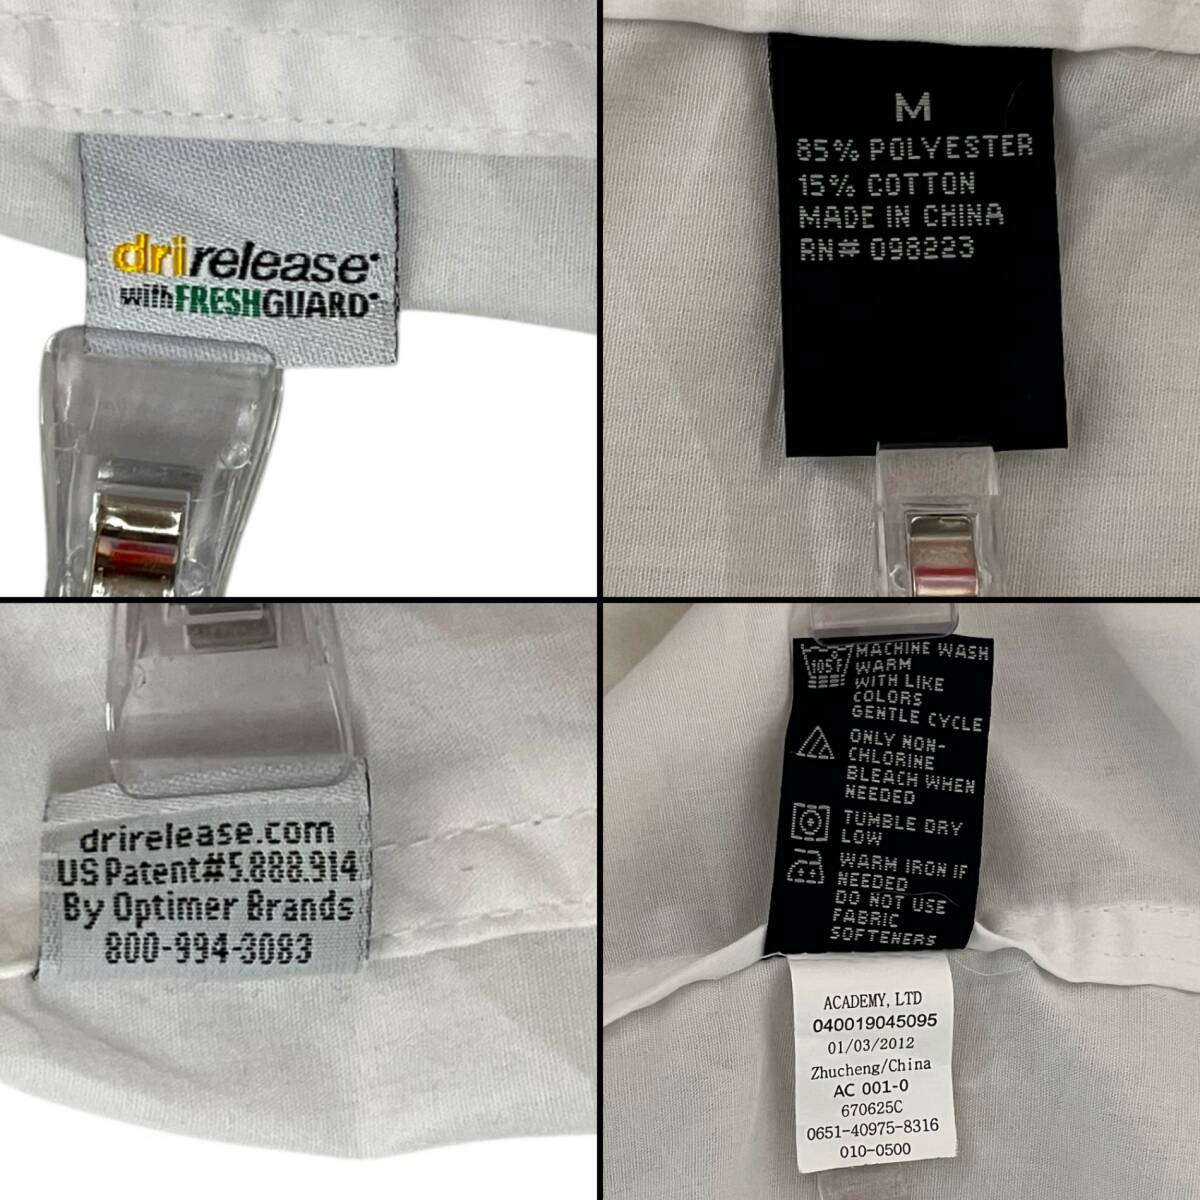 drirelease
with FRESHGUARD
M
85% POLYESTER
15% COTTON
MADE IN CHINA
RN# 098223
drirelease.com
US Patent#5.888.914
By Optimer Brands
800-994-3083
105F
MACHINE WASH
WARM
WITH LIKE
COLORS
GENTLE CYCLE
ONLY NON-
CHLORINE
BLEACH WHEN
NEEDED
TUMBLE DRY
LOW
WARM IRON IF
NEEDED
DO NOT USE
FABRIC
SOFTENERS
ACADEMY, LTD
040019045095
01/03/2012
Zhucheng/China
AC 001-0
670625C
0651-40975-8316
010-0500